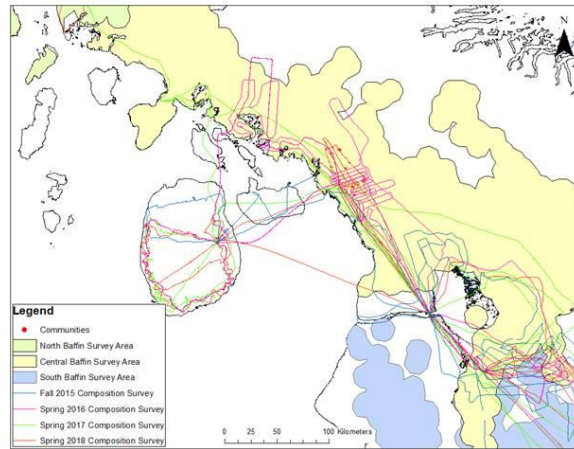 N
Legend
Communities
North Baffin Survey Area
Central Baffin Survey Area
South Baffin Survey Area
Fall 2015 Composition Survey
Spring 2016 Composition Survey
Spring 2017 Composition Survey
Spring 2018 Composition Survey
0 25 50 100 Kilometers